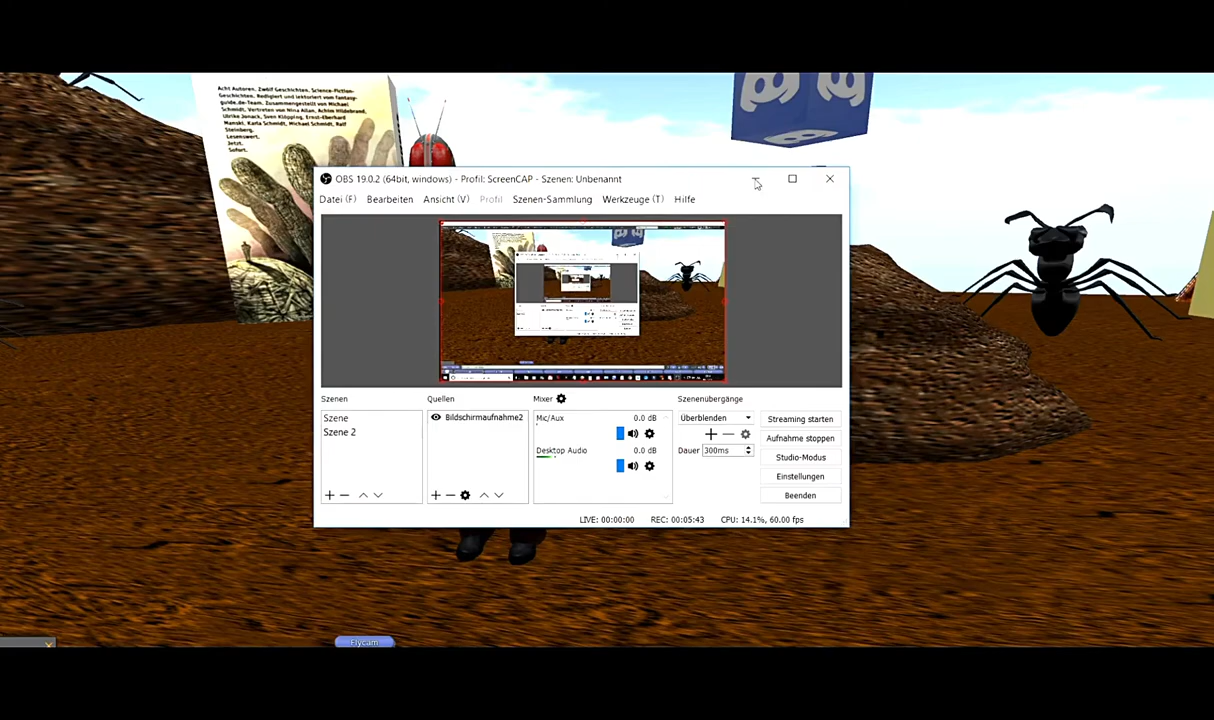 Acht Autoren. Zwölf Geschichten. Science-Fiction-
Geschichten. Redigiert und lektoriert vom fantasy-
guide.de-Team. Zusammengestellt von Michael
Schmidt. Vertreten von Nina Allan, Achim Hildebrand,
Ulrike Jonack, Sven Klöpping, Ernst-Eberhard
Manski, Karla Schmidt, Michael Schmidt, Ralf
Steinberg.
Lesenswert.
Jetzt.
Sofort.
OBS 19.0.2 (64bit, windows) - Profil: ScreenCAP - Szenen: Unbenannt
Datei (F) Bearbeiten Ansicht (V) Profil Szenen-Sammlung Werkzeuge (T) Hilfe
Szenen Quellen Mixer Szenenübergänge
Szene Bildschirmaufnahme2 Mic/Aux 0.0 dB Überblenden Streaming starten
Szene 2 Aufnahme stoppen
Desktop Audio 0.0 dB Dauer 300ms Studio-Modus
Einstellungen
Beenden
LIVE: 00:00:00 REC: 00:05:43 CPU: 14.1%, 60.00 fps
Flycam